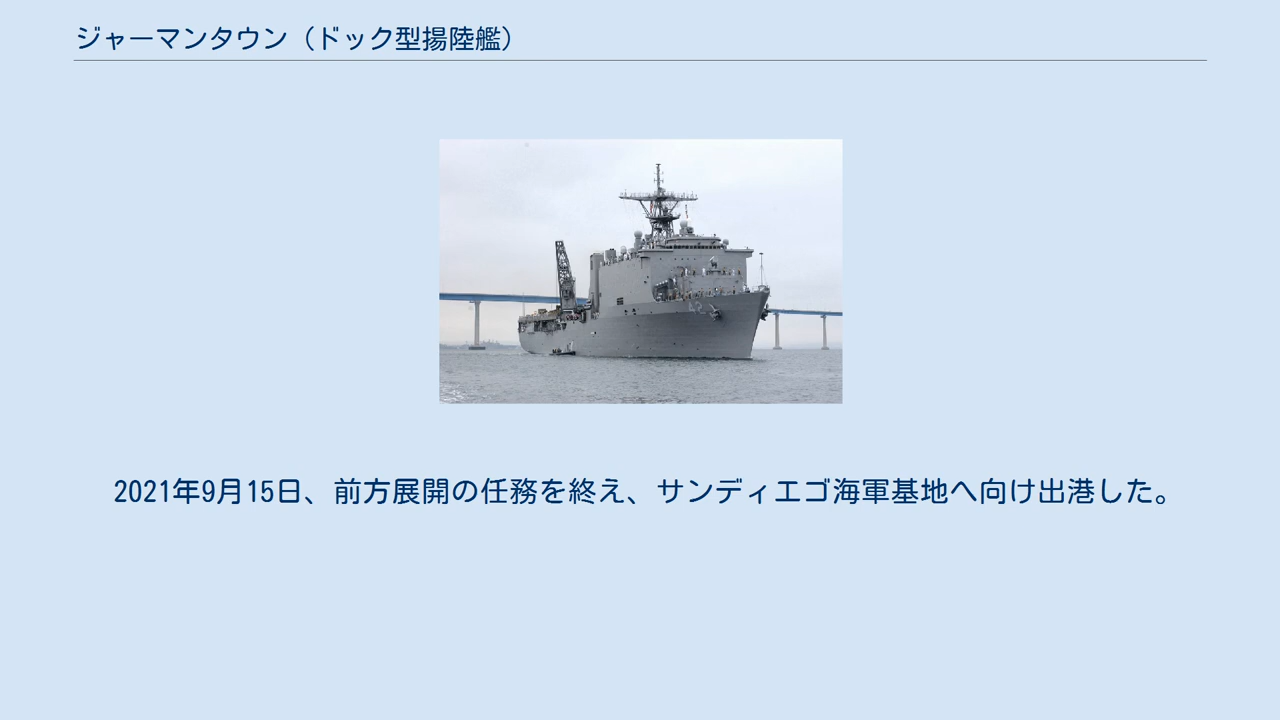 ジャーマンタウン（ドック型揚陸艦）
42
2021年9月15日、前方展開の任務を終え、サンディエゴ海軍基地へ向け出港した。